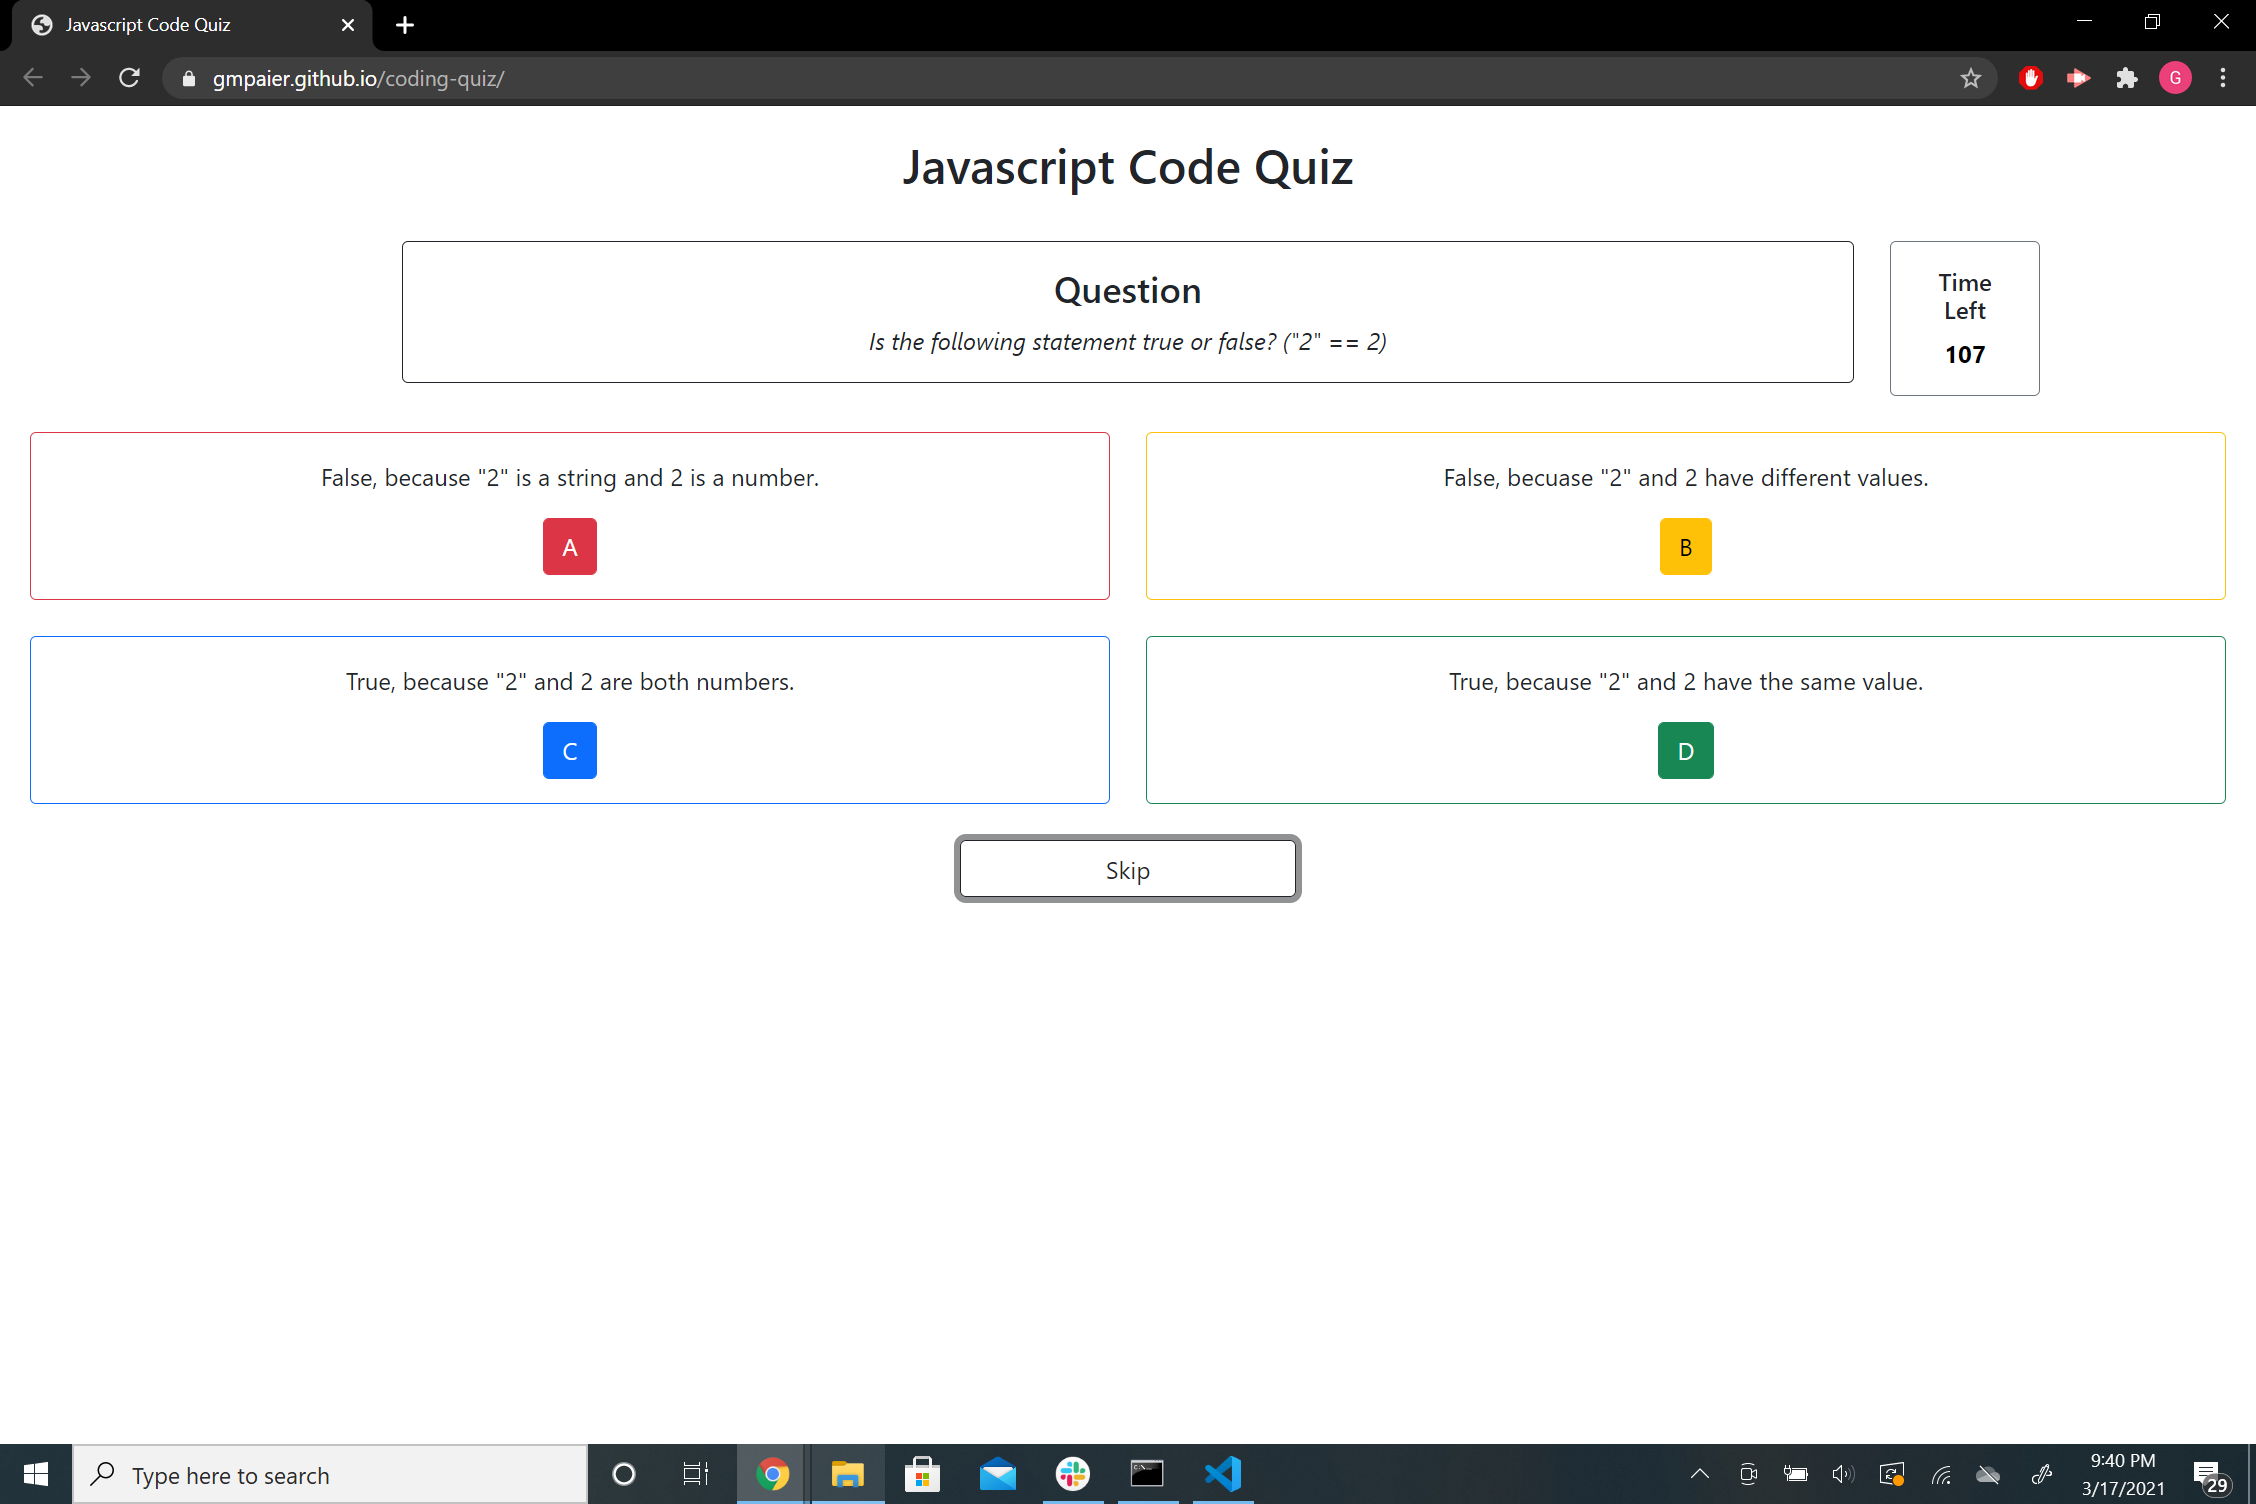 Javascript Code Quiz
gmpaier.github.io/coding-quiz/
G
Javascript Code Quiz
Question
Is the following statement true or false? ("2" == 2)
Time
Left
107
False, because "2" is a string and 2 is a number.
A
False, becuase "2" and 2 have different values.
B
True, because "2" and 2 are both numbers.
C
True, because "2" and 2 have the same value.
D
Skip
Type here to search
9:40 PM
3/17/2021
29